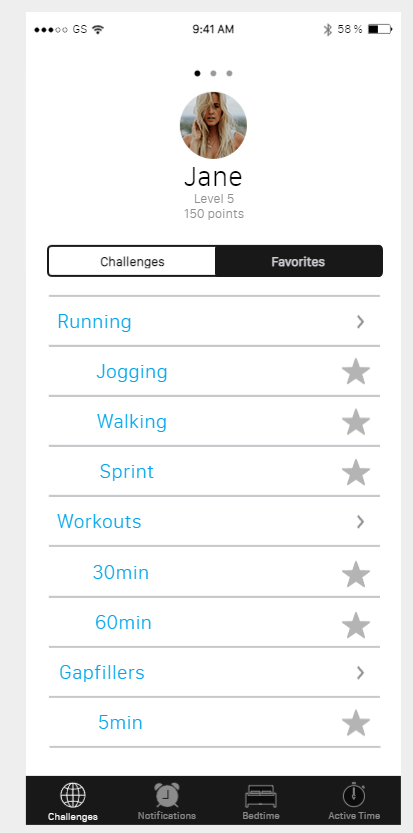 GS 9:41 AM 58 %
Jane
Level 5
150 points
Challenges Favorites
Running
Jogging
Walking
Sprint
Workouts
30min
60min
Gapfillers
5min
Challenges Notifications Bedtime Active Time